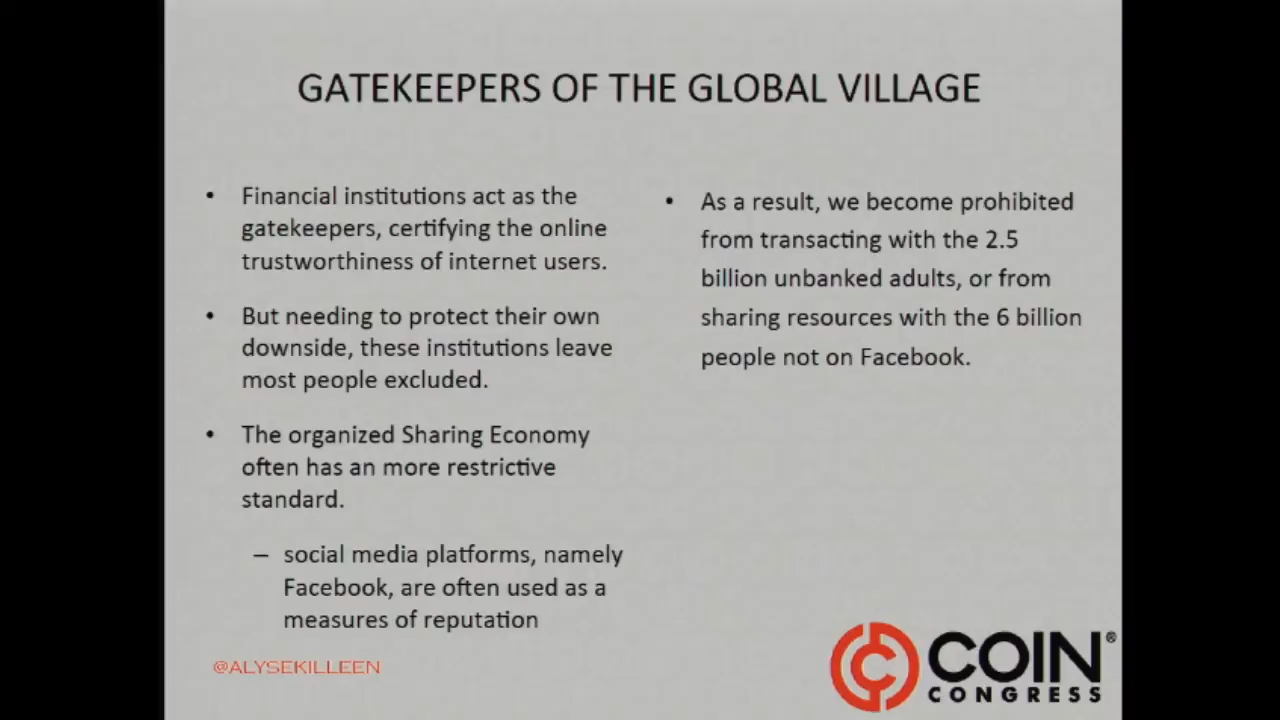 GATEKEEPERS OF THE GLOBAL VILLAGE
• Financial institutions act as the
gatekeepers, certifying the online
trustworthiness of internet users.
• But needing to protect their own
downside, these institutions leave
most people excluded.
• The organized Sharing Economy
often has an more restrictive
standard.
– social media platforms, namely
Facebook, are often used as a
measures of reputation
• As a result, we become prohibited
from transacting with the 2.5
billion unbanked adults, or from
sharing resources with the 6 billion
people not on Facebook.
@ALYSEKILLEEN
COIN®
CONGRESS